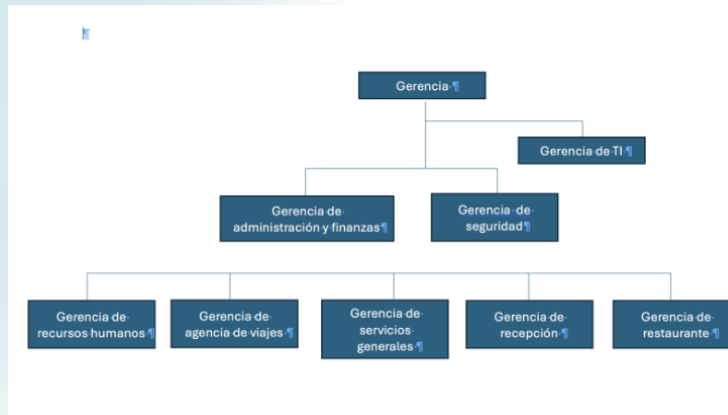 Gerencia
Gerencia de TI
Gerencia de
administración y finanzas
Gerencia de
seguridad
Gerencia de
recursos humanos
Gerencia de
agencia de viajes
Gerencia de
servicios
generales
Gerencia de
recepción
Gerencia de
restaurante